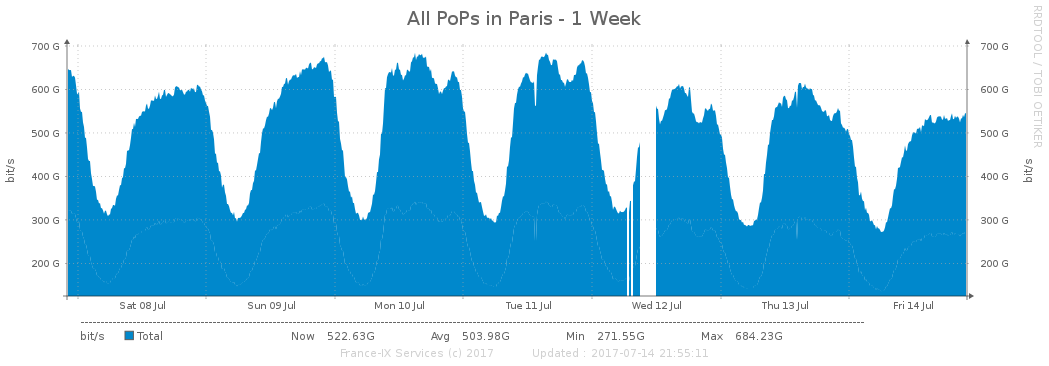 All PoPs in Paris - 1 Week
RRDTOOL / TOBI OETIKER
700 G 700 G
600 G 600 G
500 G 500 G
400 G 400 G
300 G 300 G
200 G 200 G
bit/s bit/s
Sat 08 Jul Sun 09 Jul Mon 10 Jul Tue 11 Jul Wed 12 Jul Thu 13 Jul Fri 14 Jul
bit/s Total Now 522.63G Avg 503.98G Min 271.55G Max 684.23G
France-IX Services (c) 2017 Updated : 2017-07-14 21:55:11